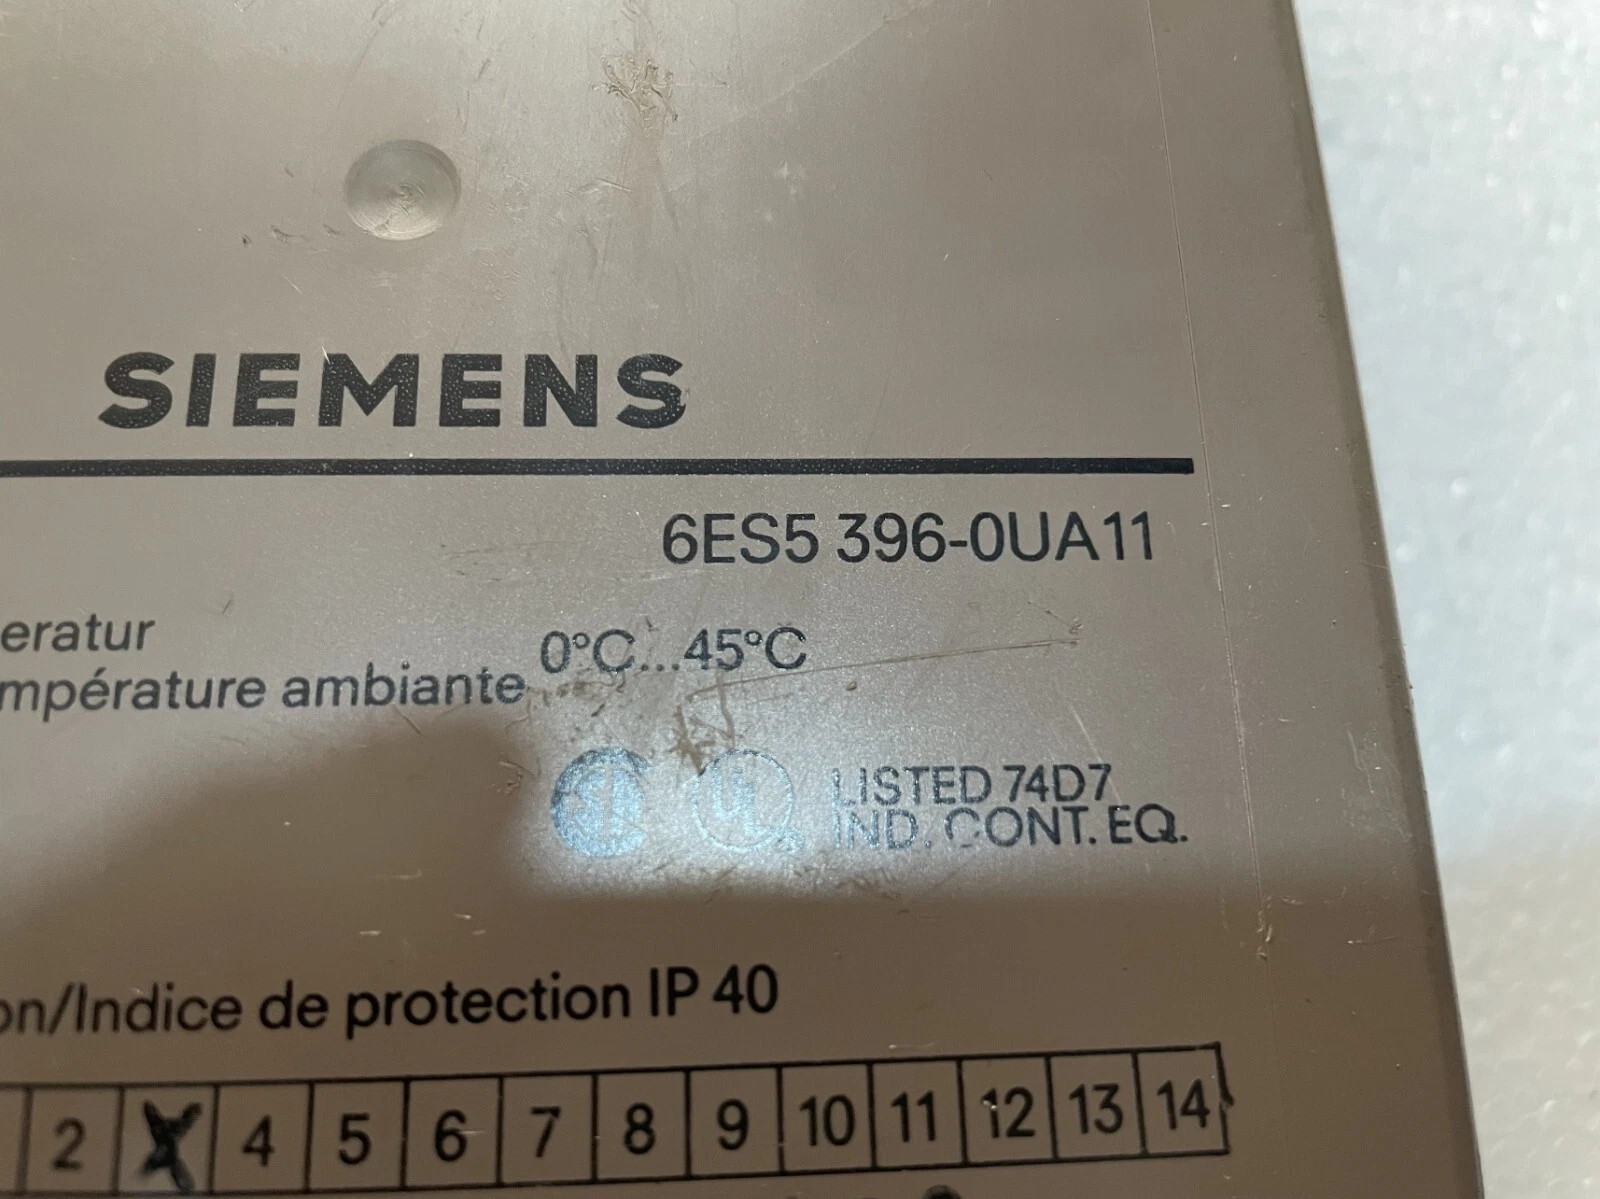 SIEMENS
6ES5 396-0UA11
eratur
mpérature ambiante 0°C...45°C
LISTED 74D7
IND. CONT. EQ.
on/Indice de protection IP 40
2 4 5 6 7 8 9 10 11 12 13 14